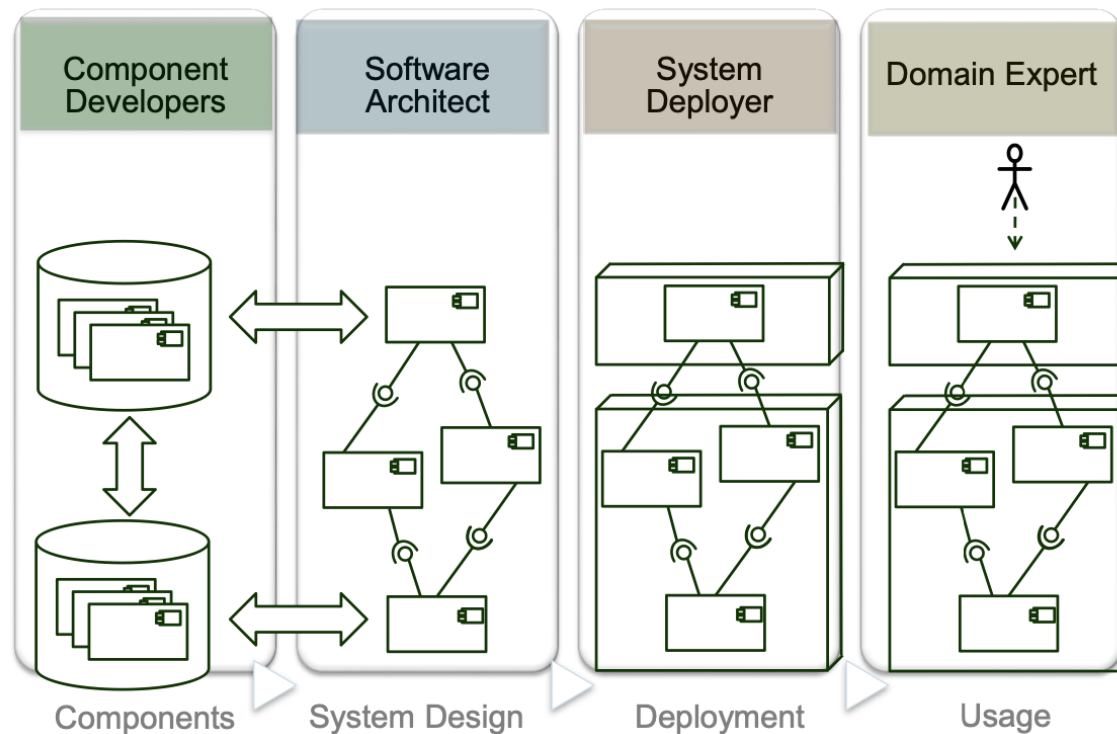 Component
Developers
Software
Architect
System
Deployer
Domain Expert
Components
System Design
Deployment
Usage